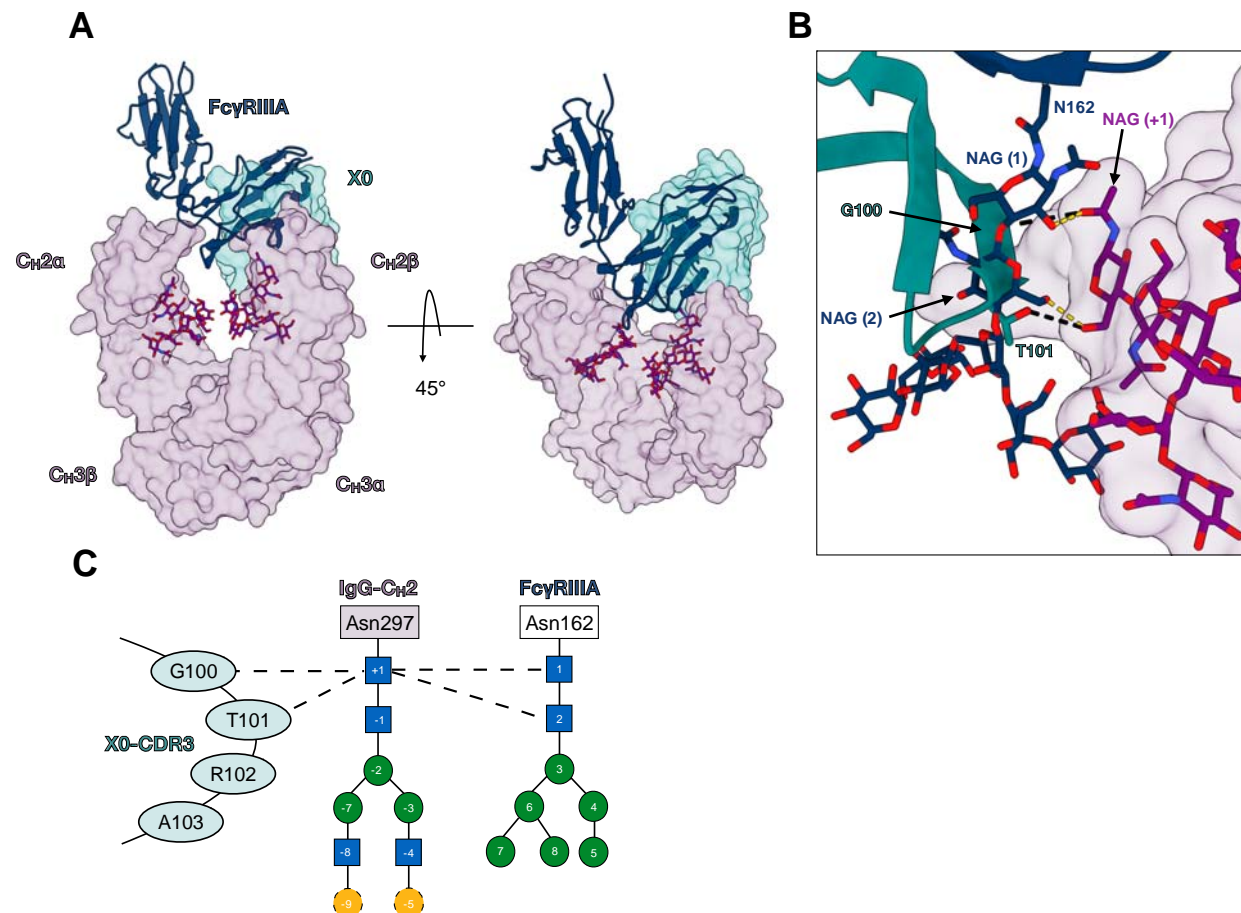 A
FcγRIIIA
X0
CH2α
CH2β
45°
CH3β
CH3α
B
N162
NAG (+1)
NAG (1)
G100
NAG (2)
T101
C
IgG-CH2
FcγRIIIA
Asn297
Asn162
G100
+1
1
T101
-1
2
X0-CDR3
R102
-2
3
A103
-7
-3
6
4
-8
-4
7
8
5
-9
-5